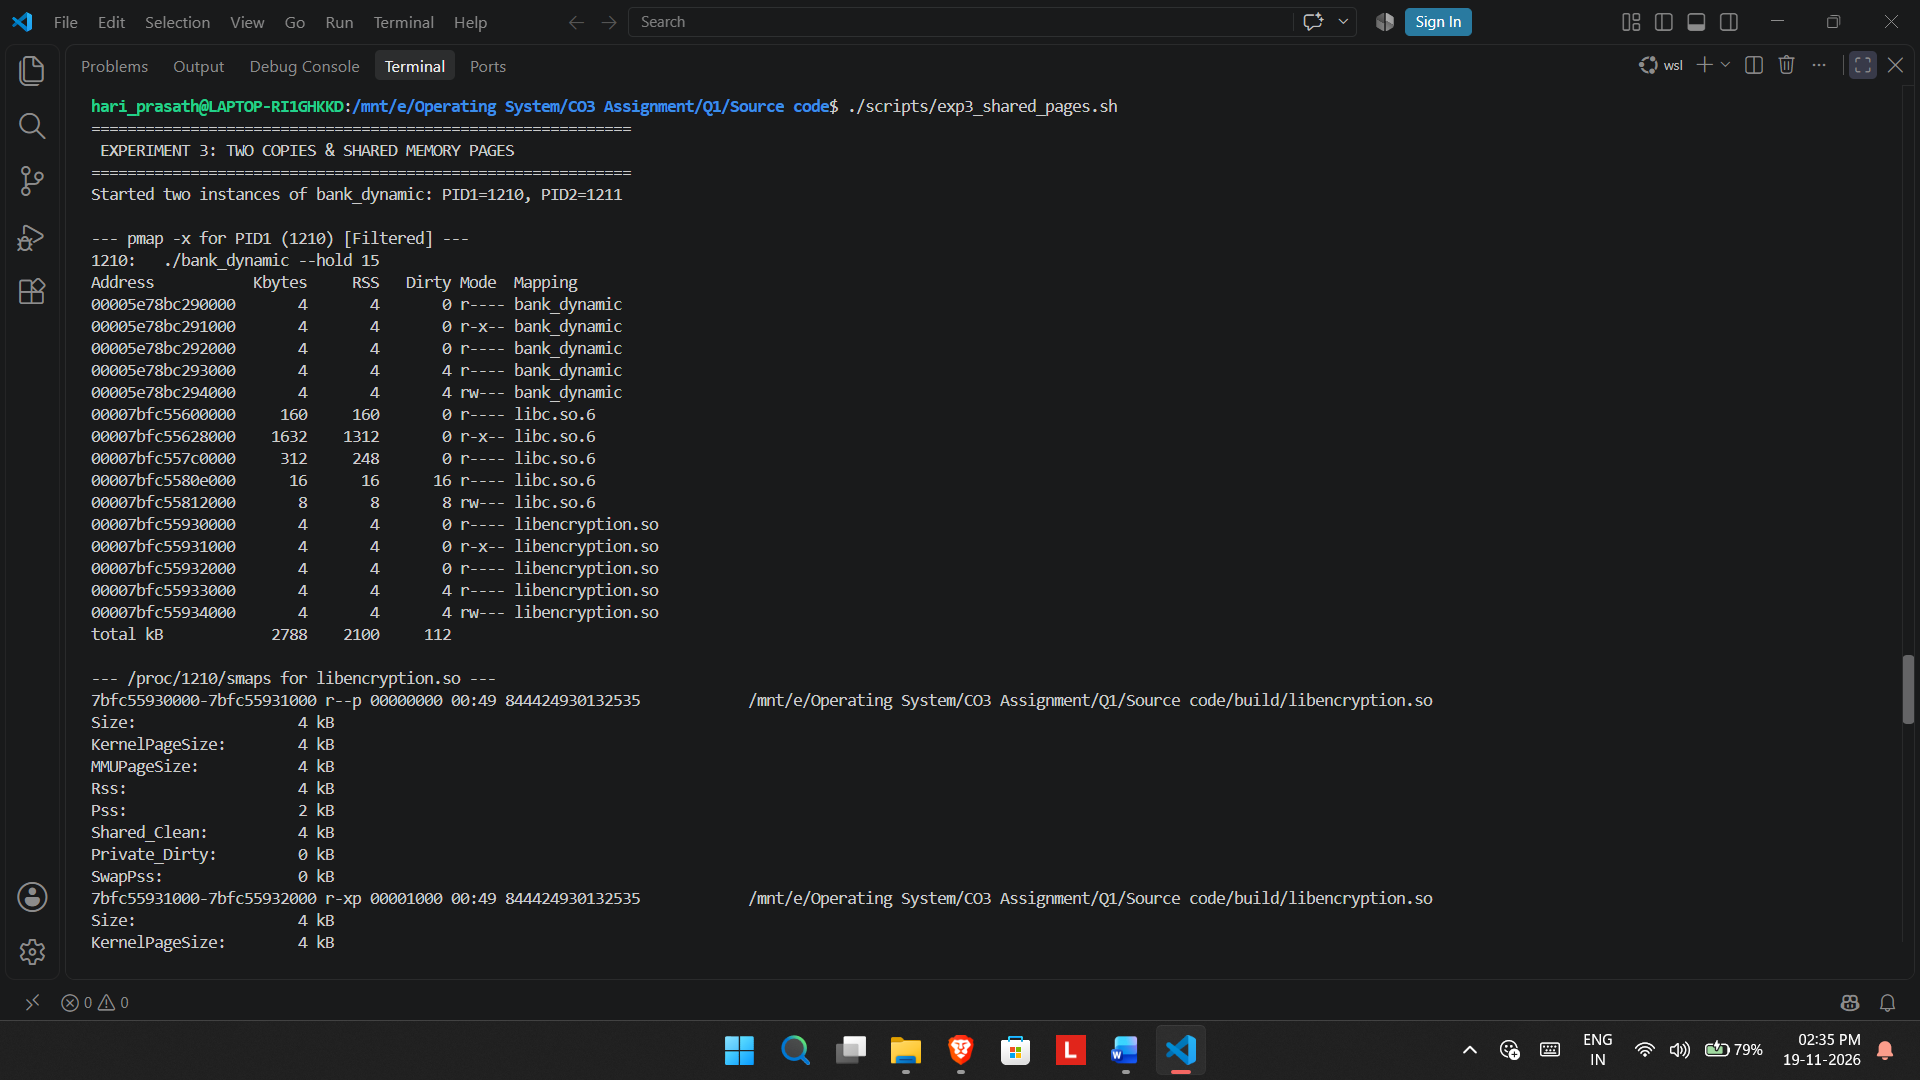 File Edit Selection View Go Run Terminal Help
Search
Sign In
Problems Output Debug Console Terminal Ports
wsl
hari_prasath@LAPTOP-RI1GHKKD:/mnt/e/Operating System/CO3 Assignment/Q1/Source code$ ./scripts/exp3_shared_pages.sh
============================================================
EXPERIMENT 3: TWO COPIES & SHARED MEMORY PAGES
============================================================
Started two instances of bank_dynamic: PID1=1210, PID2=1211
--- pmap -x for PID1 (1210) [Filtered] ---
1210:   ./bank_dynamic --hold 15
Address           Kbytes     RSS   Dirty Mode  Mapping
00005e78bc290000       4       4       0 r---- bank_dynamic
00005e78bc291000       4       4       0 r-x-- bank_dynamic
00005e78bc292000       4       4       0 r---- bank_dynamic
00005e78bc293000       4       4       4 r---- bank_dynamic
00005e78bc294000       4       4       4 rw--- bank_dynamic
00007bfc55600000     160     160       0 r---- libc.so.6
00007bfc55628000    1632    1312       0 r-x-- libc.so.6
00007bfc557c0000     312     248       0 r---- libc.so.6
00007bfc5580e000      16      16      16 r---- libc.so.6
00007bfc55812000       8       8       8 rw--- libc.so.6
00007bfc55930000       4       4       0 r---- libencryption.so
00007bfc55931000       4       4       0 r-x-- libencryption.so
00007bfc55932000       4       4       0 r---- libencryption.so
00007bfc55933000       4       4       4 r---- libencryption.so
00007bfc55934000       4       4       4 rw--- libencryption.so
total kB            2788    2100     112
--- /proc/1210/smaps for libencryption.so ---
7bfc55930000-7bfc55931000 r--p 00000000 00:49 844424930132535            /mnt/e/Operating System/CO3 Assignment/Q1/Source code/build/libencryption.so
Size:                  4 kB
KernelPageSize:        4 kB
MMUPageSize:           4 kB
Rss:                   4 kB
Pss:                   2 kB
Shared_Clean:          4 kB
Private_Dirty:         0 kB
SwapPss:               0 kB
7bfc55931000-7bfc55932000 r-xp 00001000 00:49 844424930132535            /mnt/e/Operating System/CO3 Assignment/Q1/Source code/build/libencryption.so
Size:                  4 kB
KernelPageSize:        4 kB
0 0
L
W
ENG
IN
79%
02:35 PM
19-11-2026